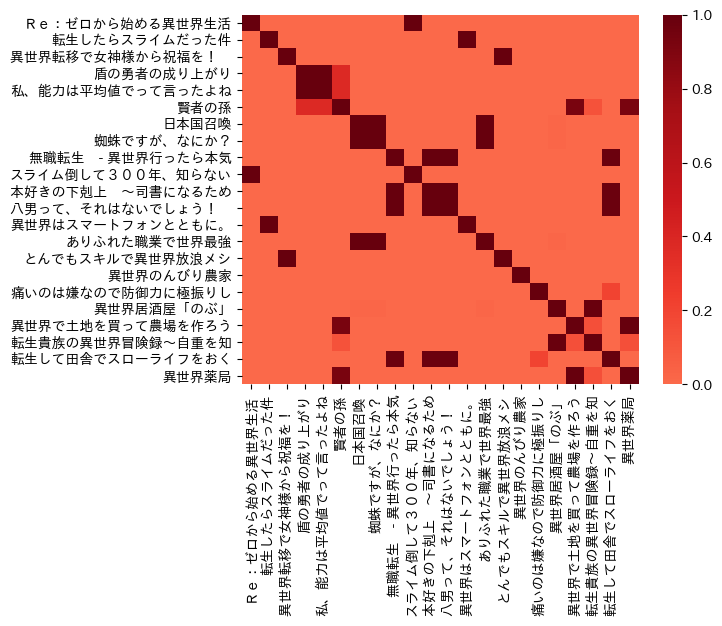 Ｒｅ：ゼロから始める異世界生活
転生したらスライムだった件
異世界転移で女神様から祝福を！
盾の勇者の成り上がり
私、能力は平均値でって言ったよね
賢者の孫
日本国召喚
蜘蛛ですが、なにか？
無職転生　- 異世界行ったら本気
スライム倒して３００年、知らない
本好きの下剋上　～司書になるため
八男って、それはないでしょう！
異世界はスマートフォンとともに。
ありふれた職業で世界最強
とんでもスキルで異世界放浪メシ
異世界のんびり農家
痛いのは嫌なので防御力に極振りし
異世界居酒屋「のぶ」
異世界で土地を買って農場を作ろう
転生貴族の異世界冒険録～自重を知
転生して田舎でスローライフをおく
異世界薬局
Ｒｅ：ゼロから始める異世界生活
転生したらスライムだった件
異世界転移で女神様から祝福を！
盾の勇者の成り上がり
私、能力は平均値でって言ったよね
賢者の孫
日本国召喚
蜘蛛ですが、なにか？
無職転生　- 異世界行ったら本気
スライム倒して３００年、知らない
本好きの下剋上　～司書になるため
八男って、それはないでしょう！
異世界はスマートフォンとともに。
ありふれた職業で世界最強
とんでもスキルで異世界放浪メシ
異世界のんびり農家
痛いのは嫌なので防御力に極振りし
異世界居酒屋「のぶ」
異世界で土地を買って農場を作ろう
転生貴族の異世界冒険録～自重を知
転生して田舎でスローライフをおく
異世界薬局
1.0
0.8
0.6
0.4
0.2
0.0